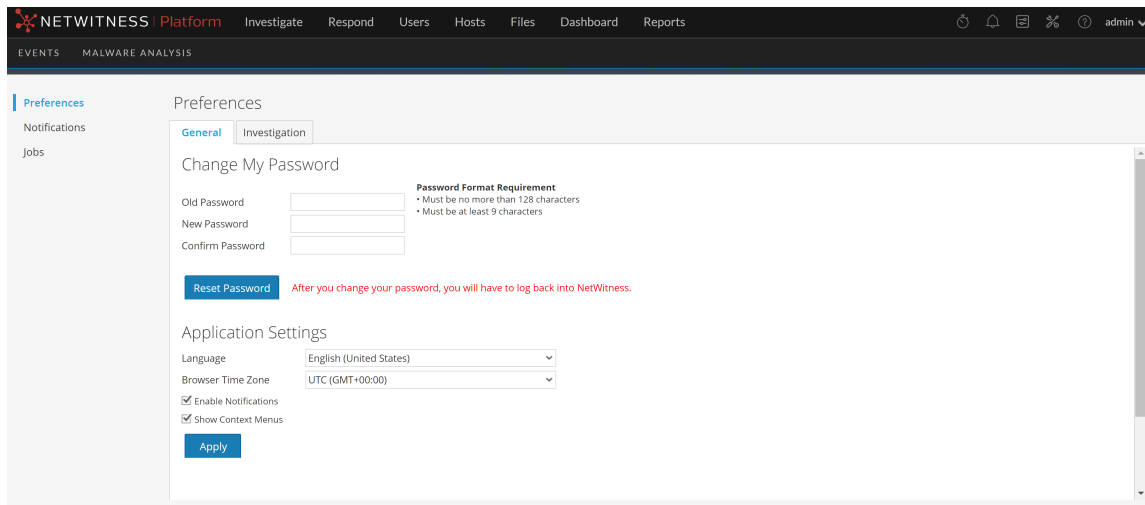 NETWITNESS | Platform Investigate Respond Users Hosts Files Dashboard Reports admin
EVENTS MALWARE ANALYSIS
Preferences
Notifications
Jobs
Preferences
General Investigation
Change My Password
Old Password
New Password
Confirm Password
Password Format Requirement
• Must be no more than 128 characters
• Must be at least 9 characters
Reset Password After you change your password, you will have to log back into NetWitness.
Application Settings
Language English (United States)
Browser Time Zone UTC (GMT+00:00)
Enable Notifications
Show Context Menus
Apply